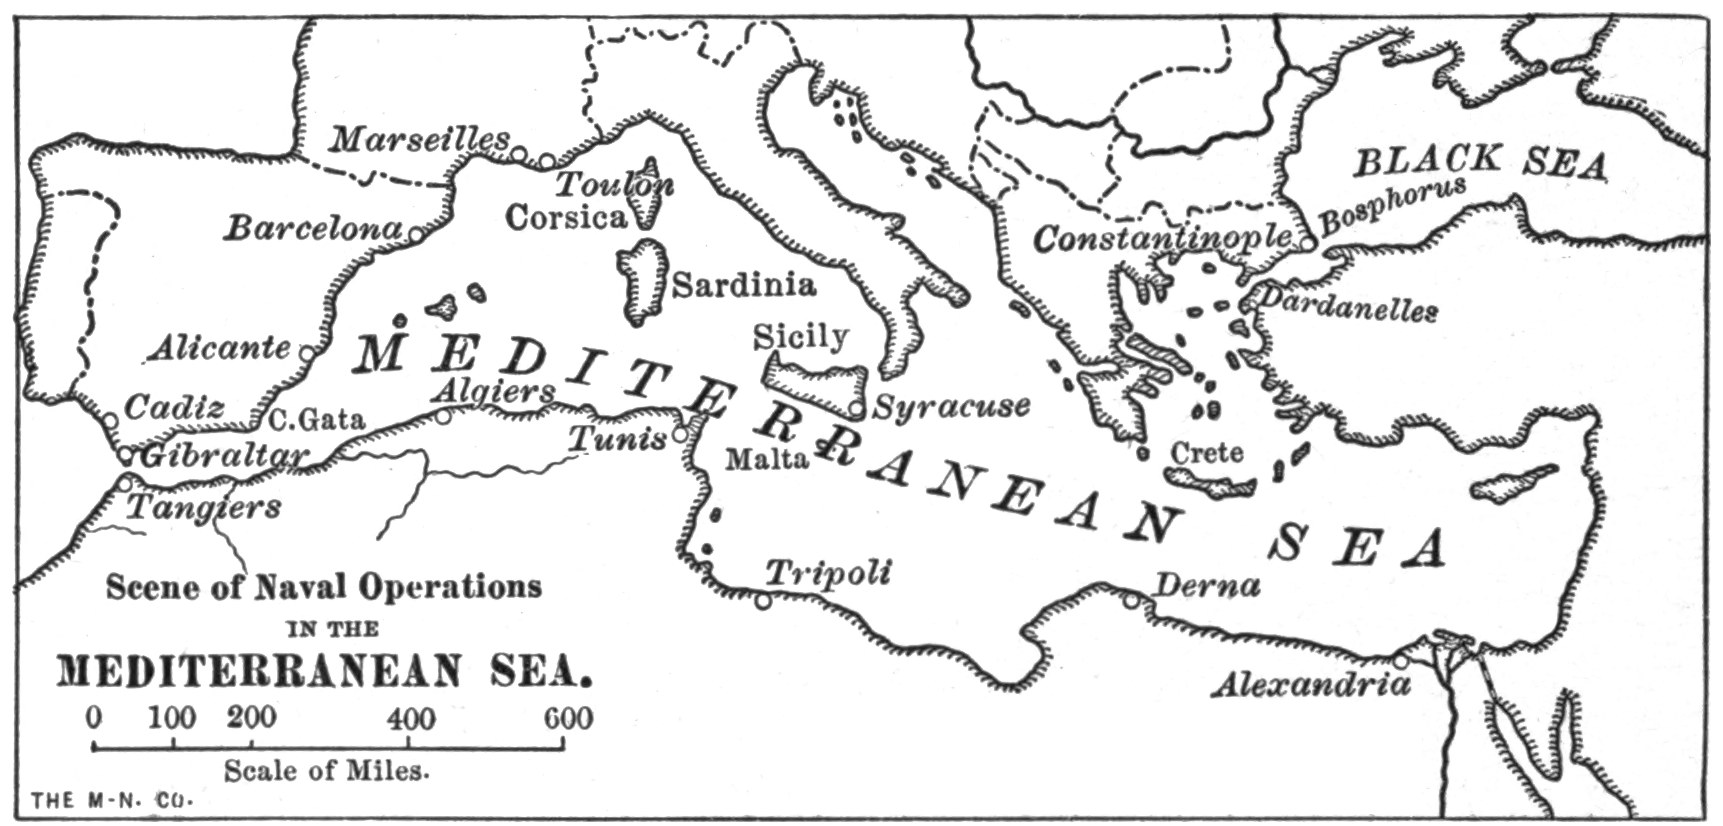 Marseilles
Toulon
Corsica
BLACK SEA
Bosphorus
Barcelona
Constantinople
Sardinia
Dardanelles
Alicante
MEDITERRANEAN SEA
Sicily
Algiers
Cadiz
C. Gata
Syracuse
Gibraltar
Tunis
Malta
Crete
Tangiers
Tripoli
Derna
Alexandria
Scene of Naval Operations
IN THE
MEDITERRANEAN SEA.
0 100 200 400 600
Scale of Miles.
THE M-N. CO.